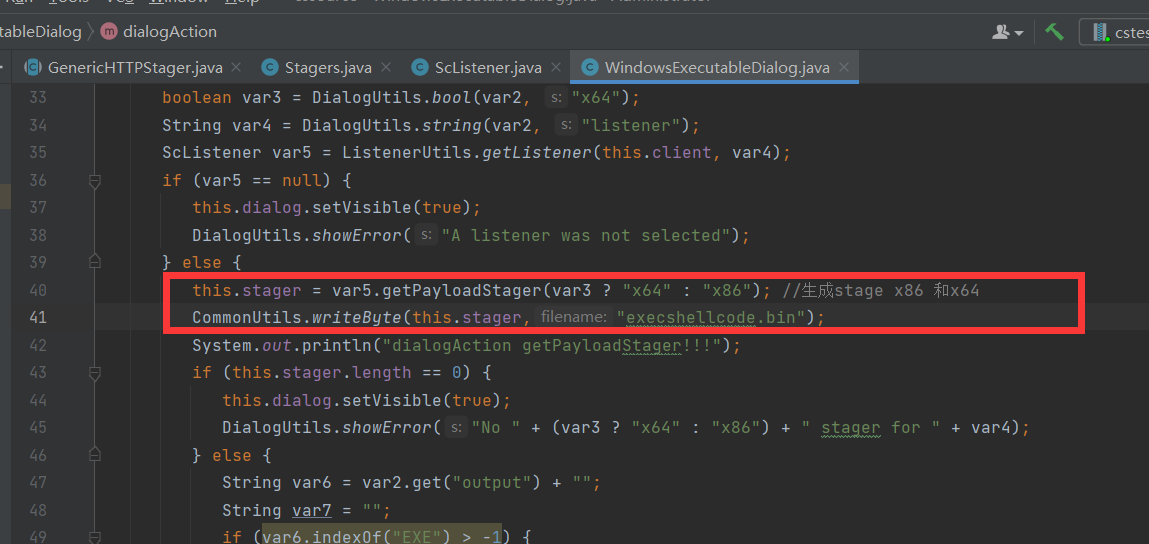 tableDialog > dialogAction
cstes
GenericHTTPStager.java × Stagers.java × ScListener.java × WindowsExecutableDialog.java ×
33 boolean var3 = DialogUtils.bool(var2, s: "x64");
34 String var4 = DialogUtils.string(var2, s: "listener");
35 ScListener var5 = ListenerUtils.getListener(this.client, var4);
36 if (var5 == null) {
37 this.dialog.setVisible(true);
38 DialogUtils.showError( s: "A listener was not selected");
39 } else {
40 this.stager = var5.getPayloadStager(var3 ? "x64" : "x86"); //生成stage x86 和x64
41 CommonUtils.writeByte(this.stager, filename: "execshellcode.bin");
42 System.out.println("dialogAction getPayloadStager!!!");
43 if (this.stager.length == 0) {
44 this.dialog.setVisible(true);
45 DialogUtils.showError( s: "No " + (var3 ? "x64" : "x86") + " stager for " + var4);
46 } else {
47 String var6 = var2.get("output") + "";
48 String var7 = "";
49 if (var6.indexOf("EXE") > -1) {